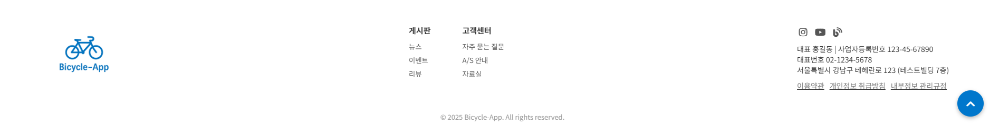 Bicycle-App
게시판
뉴스
이벤트
리뷰
고객센터
자주 묻는 질문
A/S 안내
자료실
대표 홍길동 | 사업자등록번호 123-45-67890
대표번호 02-1234-5678
서울특별시 강남구 테헤란로 123 (테스트빌딩 7층)
이용약관 개인정보 취급방침 내부정보 관리규정
© 2025 Bicycle-App. All rights reserved.